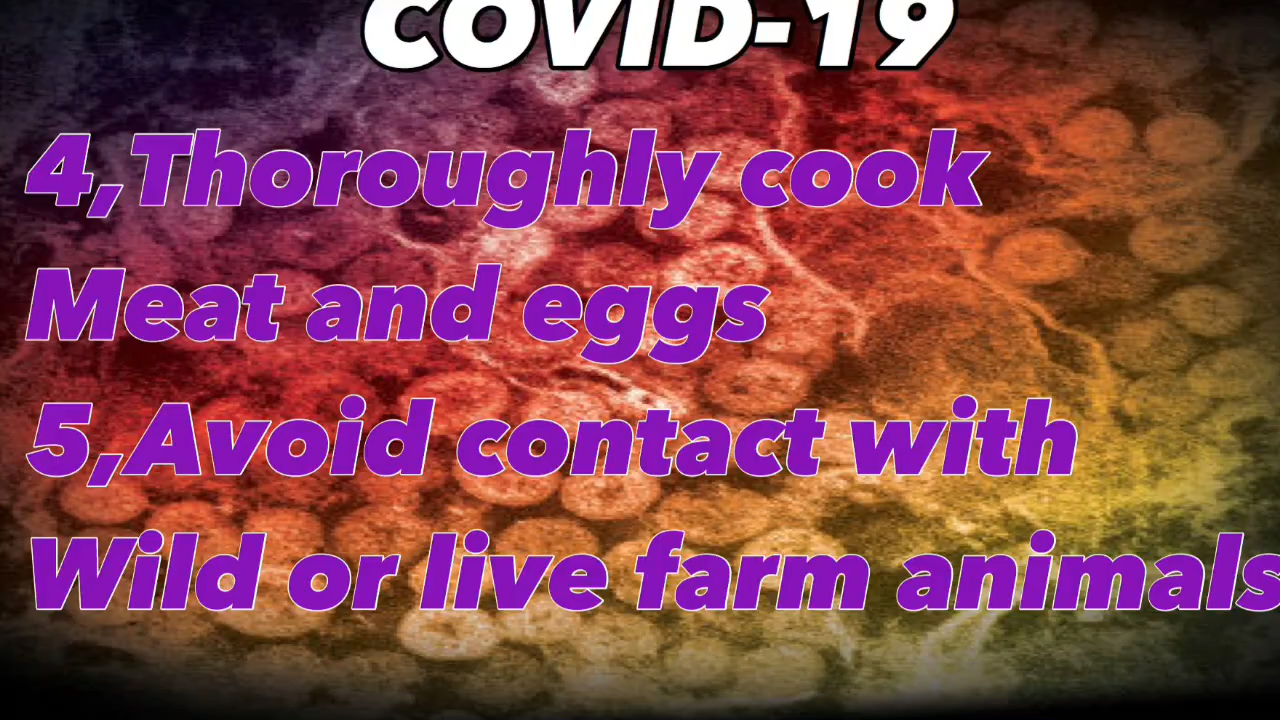 COVID-19
4,Thoroughly cook
Meat and eggs
5,Avoid contact with
Wild or live farm animals